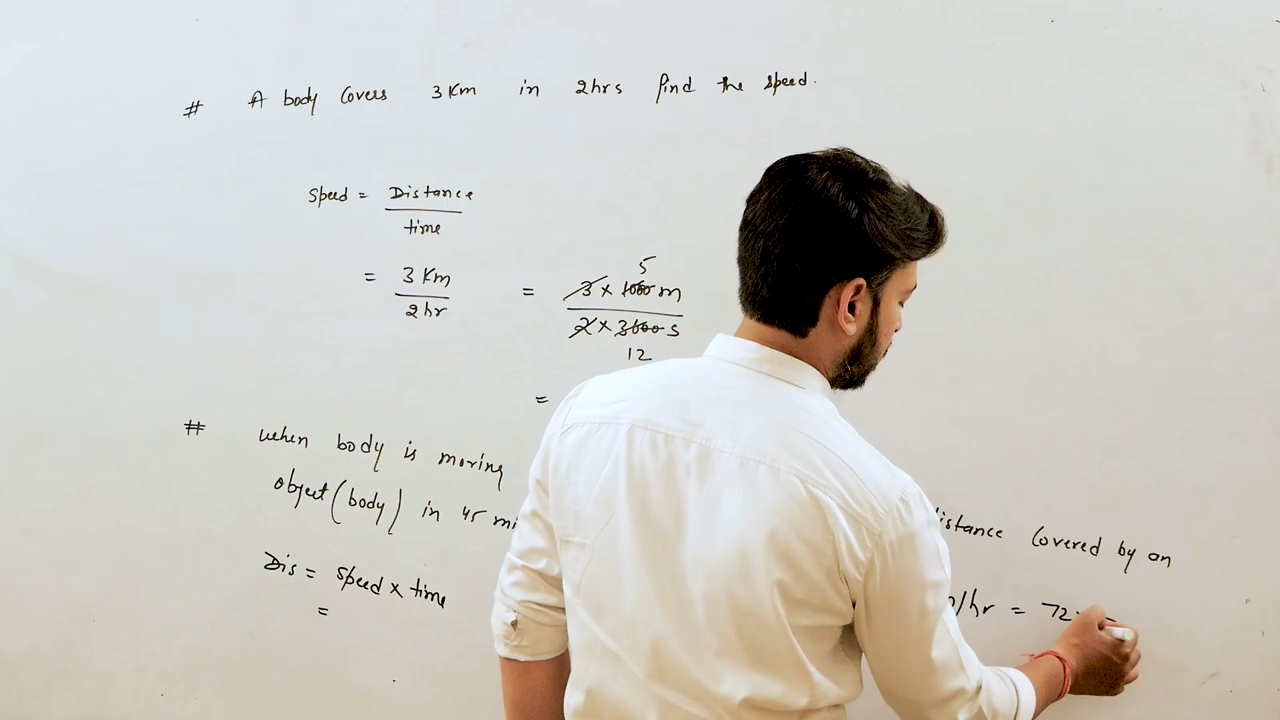 # A body Covers 3 Km in 2hrs find the speed.
Speed = Distance / time
= 3 Km / 2 hr = 3 x 1000 m / 2 x 3600 s
5
12
=
# when body is moving
istance Covered by an
object (body) in 45 mi
/hr = 72
Dis = speed x time
=